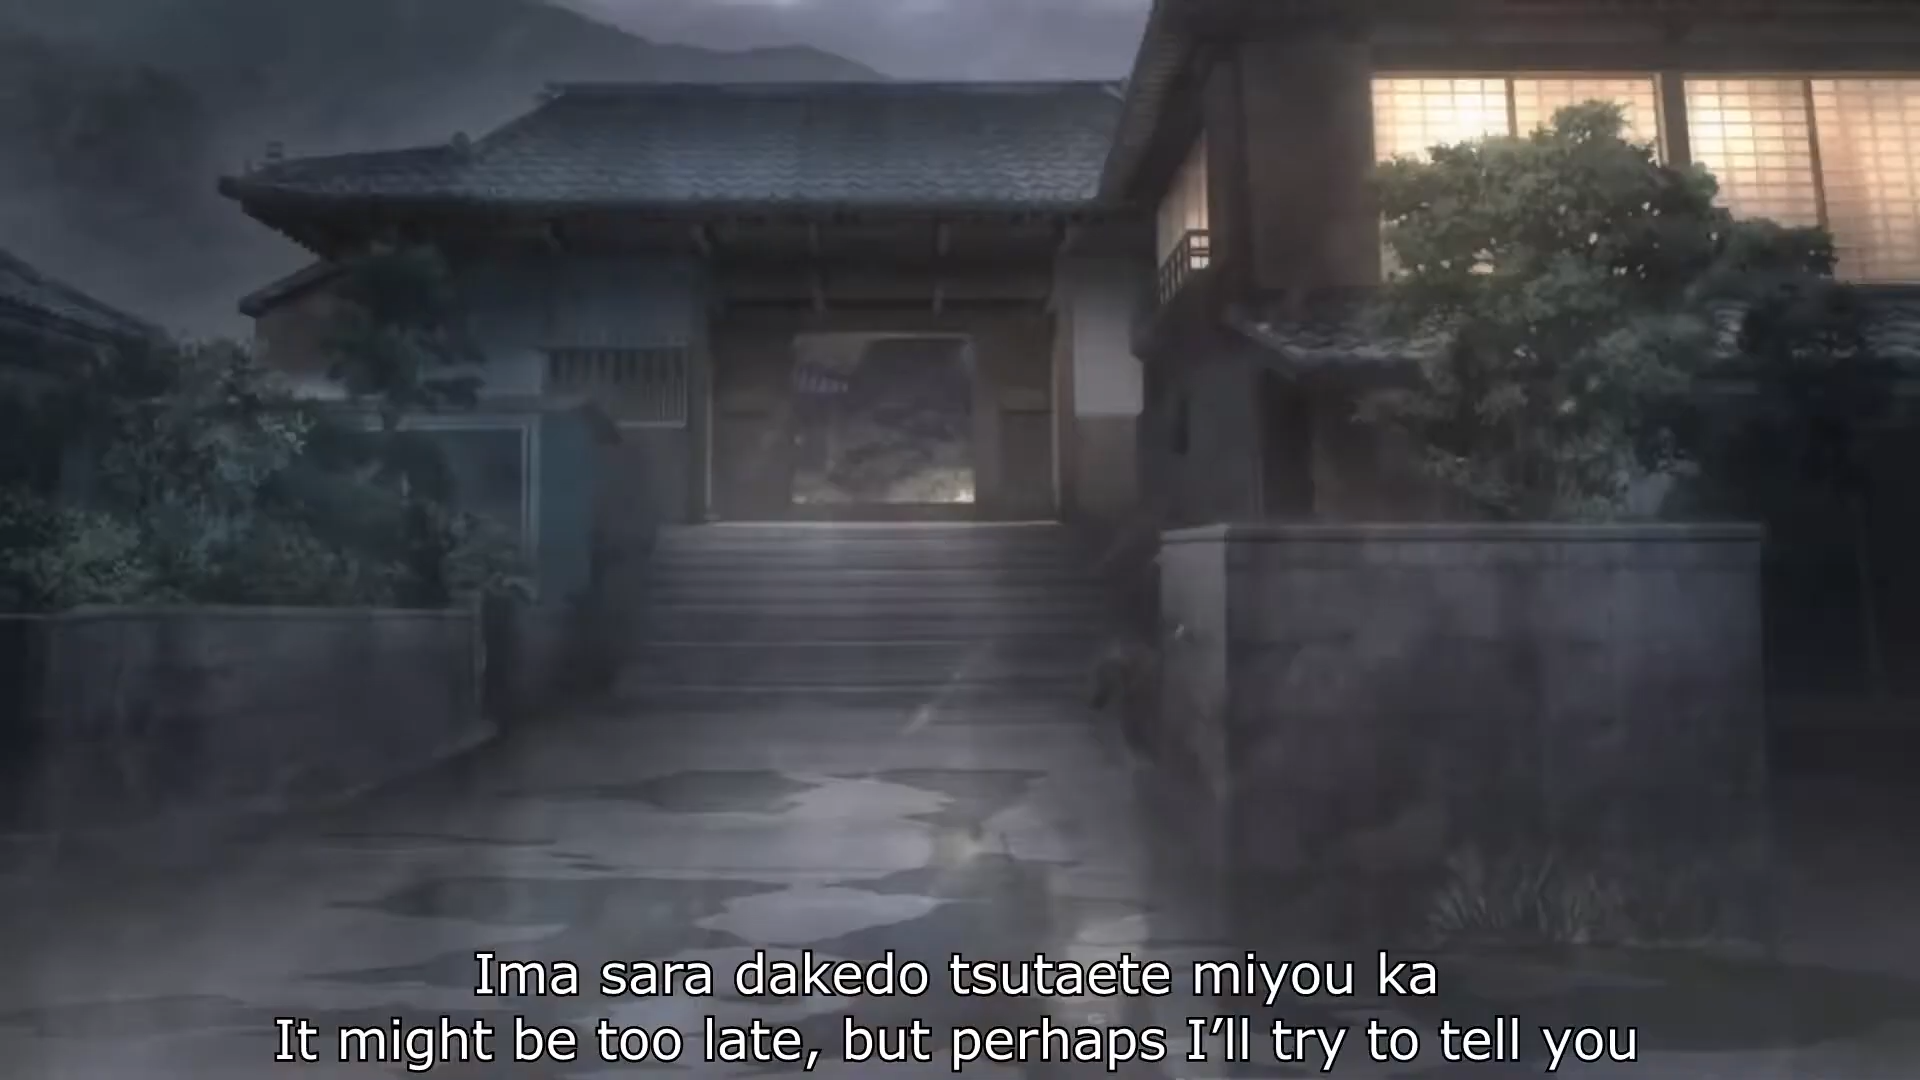 Ima sara dakedo tsutaete miyou ka
It might be too late, but perhaps I’ll try to tell you